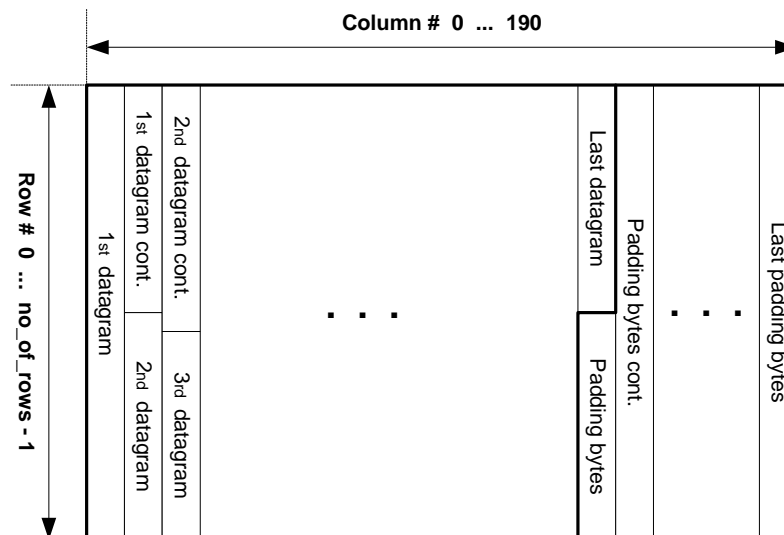 Column # 0 ... 190
Row # 0 ... no_of_rows - 1
1st datagram
1st datagram cont.
2nd datagram
2nd datagram cont.
3rd datagram
. . .
Last datagram
Padding bytes
Padding bytes cont.
. . .
Last padding bytes